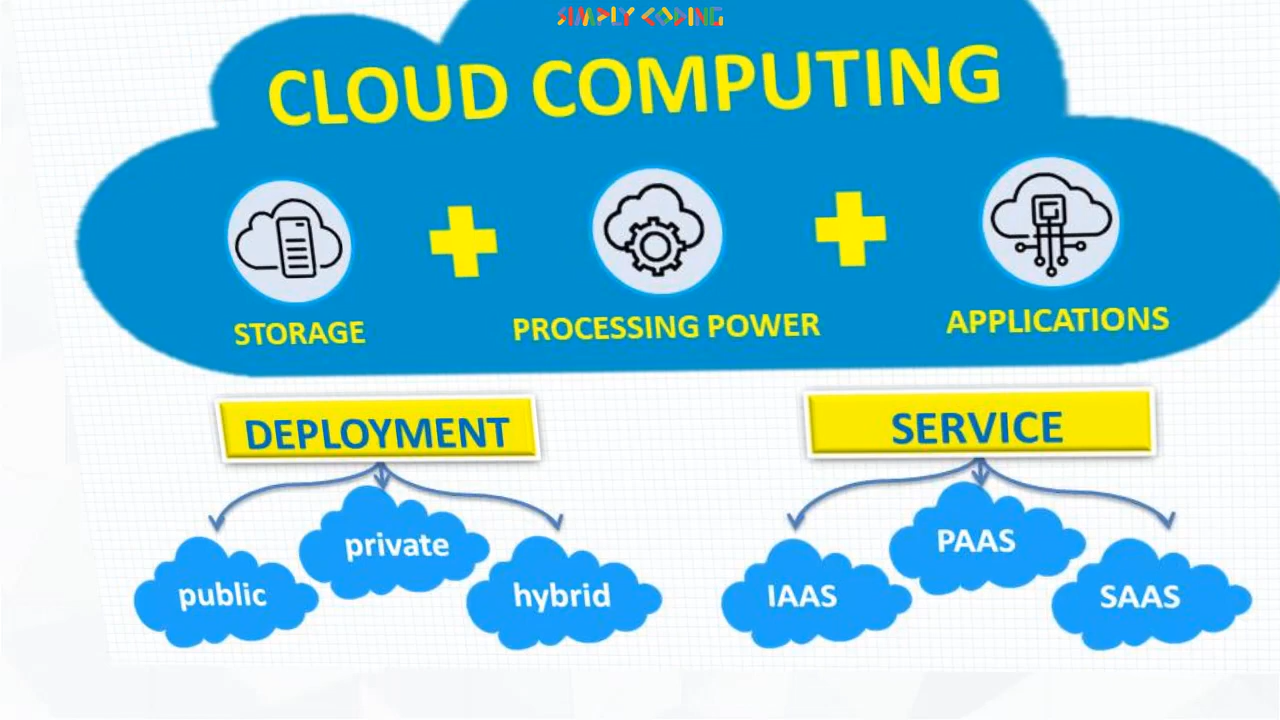 SIMPLY CODING
CLOUD COMPUTING
STORAGE
PROCESSING POWER
APPLICATIONS
DEPLOYMENT
SERVICE
public
private
hybrid
IAAS
PAAS
SAAS